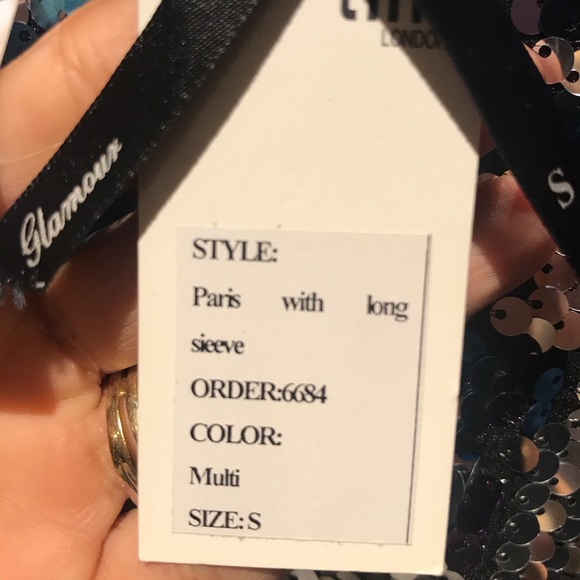 LONDON
Glamour
S
STYLE:
Paris with long
sieeve
ORDER:6684
COLOR:
Multi
SIZE: S